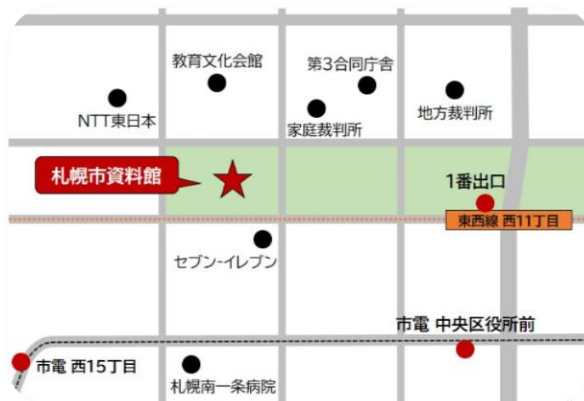 教育文化会館
第3合同庁舎
NTT東日本
家庭裁判所
地方裁判所
札幌市資料館
1番出口
東西線 西11丁目
セブン-イレブン
市電 中央区役所前
市電 西15丁目
札幌南一条病院